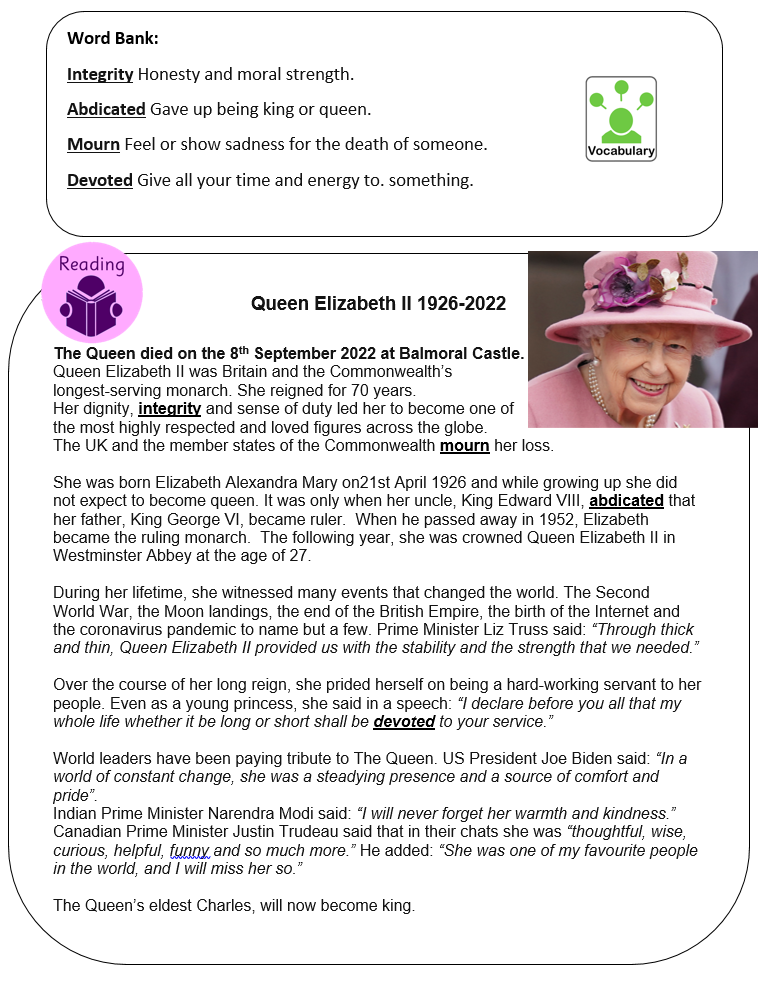 Word Bank:
Integrity Honesty and moral strength.
Abdicated Gave up being king or queen.
Mourn Feel or show sadness for the death of someone.
Devoted Give all your time and energy to. something.
Vocabulary
Reading
Queen Elizabeth II 1926-2022
The Queen died on the 8th September 2022 at Balmoral Castle.
Queen Elizabeth II was Britain and the Commonwealth’s
longest-serving monarch. She reigned for 70 years.
Her dignity, integrity and sense of duty led her to become one of
the most highly respected and loved figures across the globe.
The UK and the member states of the Commonwealth mourn her loss.
She was born Elizabeth Alexandra Mary on21st April 1926 and while growing up she did
not expect to become queen. It was only when her uncle, King Edward VIII, abdicated that
her father, King George VI, became ruler.  When he passed away in 1952, Elizabeth
became the ruling monarch.  The following year, she was crowned Queen Elizabeth II in
Westminster Abbey at the age of 27.
During her lifetime, she witnessed many events that changed the world. The Second
World War, the Moon landings, the end of the British Empire, the birth of the Internet and
the coronavirus pandemic to name but a few. Prime Minister Liz Truss said: “Through thick
and thin, Queen Elizabeth II provided us with the stability and the strength that we needed.”
Over the course of her long reign, she prided herself on being a hard-working servant to her
people. Even as a young princess, she said in a speech: “I declare before you all that my
whole life whether it be long or short shall be devoted to your service.”
World leaders have been paying tribute to The Queen. US President Joe Biden said: “In a
world of constant change, she was a steadying presence and a source of comfort and
pride”.
Indian Prime Minister Narendra Modi said: “I will never forget her warmth and kindness.”
Canadian Prime Minister Justin Trudeau said that in their chats she was “thoughtful, wise,
curious, helpful, funny and so much more.” He added: “She was one of my favourite people
in the world, and I will miss her so.”
The Queen’s eldest Charles, will now become king.